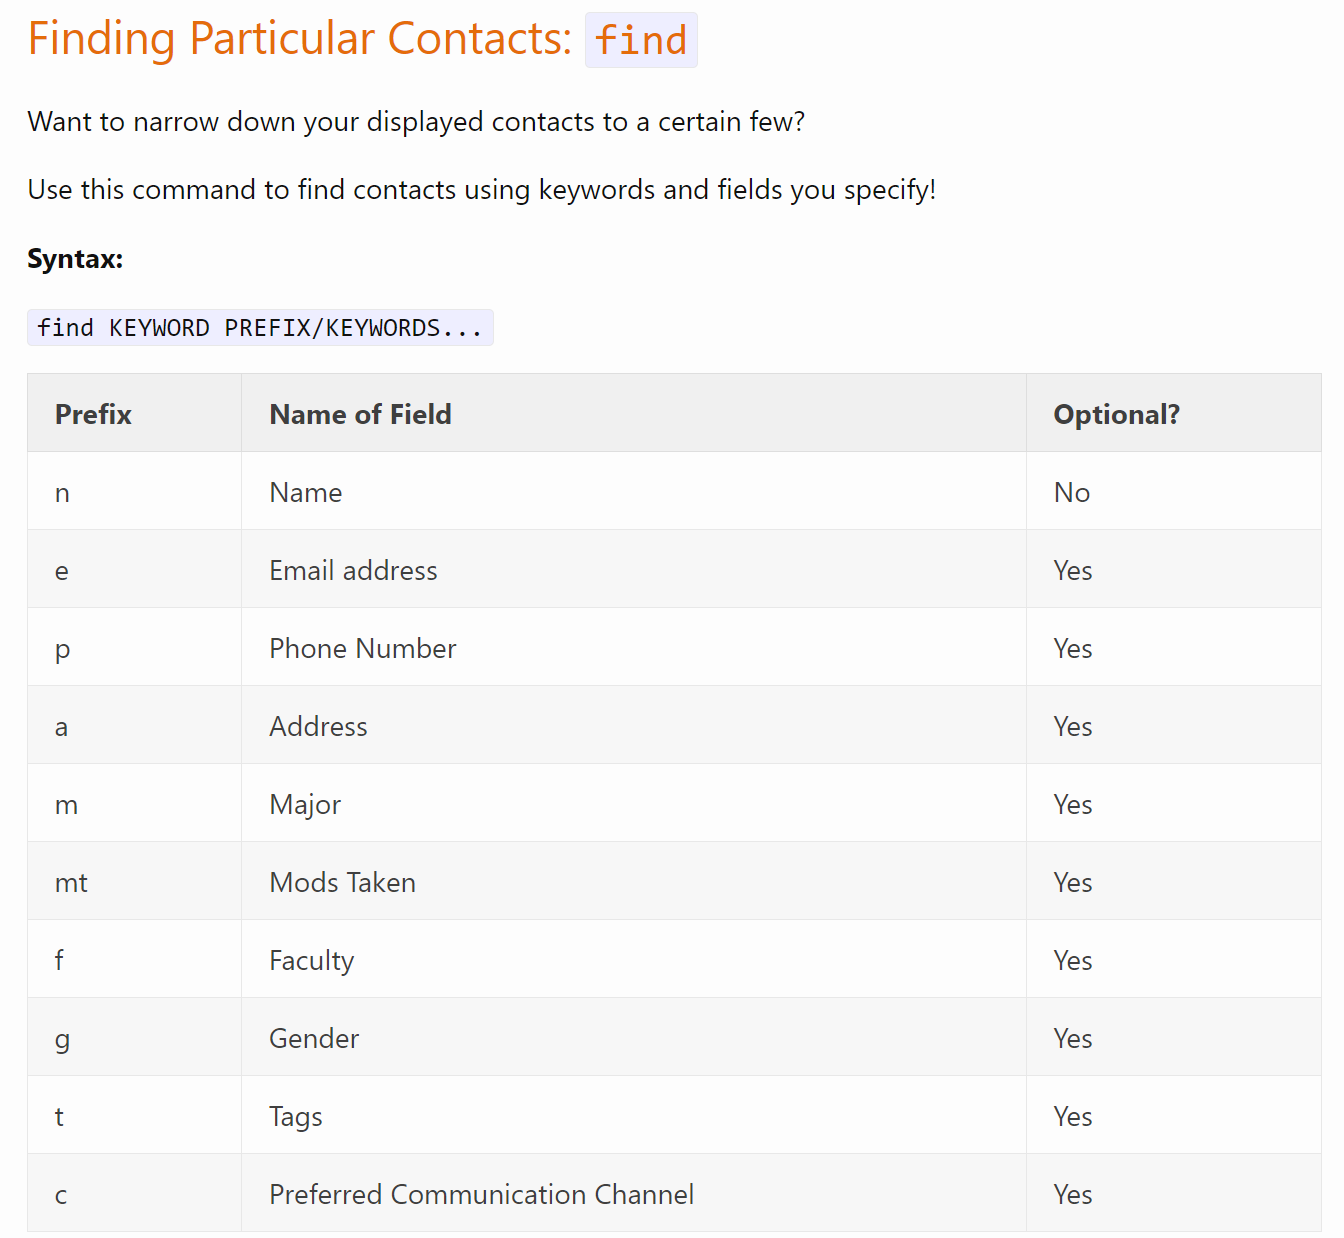 Finding Particular Contacts: find
Want to narrow down your displayed contacts to a certain few?
Use this command to find contacts using keywords and fields you specify!
Syntax:
find KEYWORD PREFIX/KEYWORDS...
Prefix Name of Field Optional?
n Name No
e Email address Yes
p Phone Number Yes
a Address Yes
m Major Yes
mt Mods Taken Yes
f Faculty Yes
g Gender Yes
t Tags Yes
c Preferred Communication Channel Yes